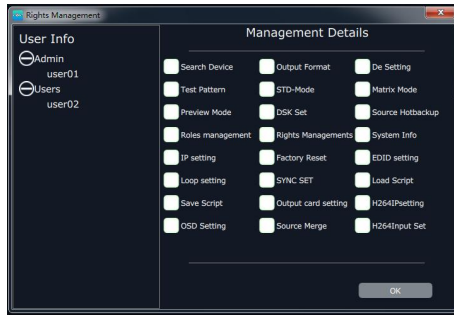 Rights Management
User Info
Admin
user01
Users
user02
Management Details
Search Device Output Format De Setting
Test Pattern STD-Mode Matrix Mode
Preview Mode DSK Set Source Hotbackup
Roles management Rights Managements System Info
IP setting Factory Reset EDID setting
Loop setting SYNC SET Load Script
Save Script Output card setting H264IPsetting
OSD Setting Source Merge H264Input Set
OK